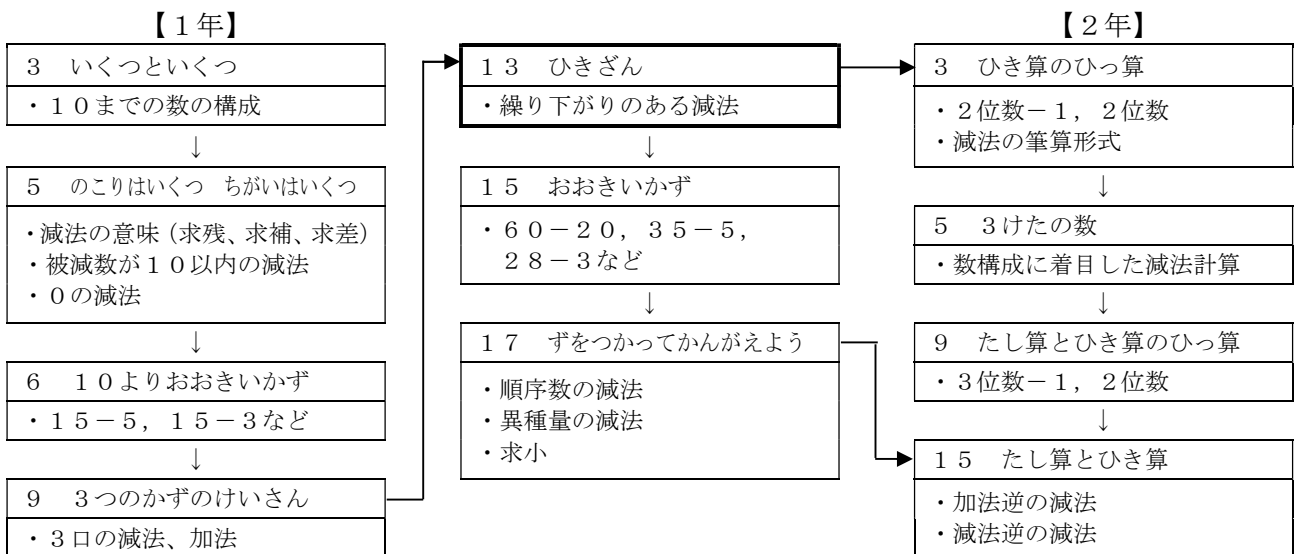 【１年】
３　いくつといくつ
・１０までの数の構成
↓
５　のこりはいくつ　ちがいはいくつ
・減法の意味（求残、求補、求差）
・被減数が１０以内の減法
・０の減法
↓
６　１０よりおおきいかず
・１５－５，１５－３など
↓
９　３つのかずのけいさん
・３口の減法、加法
１３　ひきざん
・繰り下がりのある減法
↓
１５　おおきいかず
・６０－２０，３５－５，
２８－３など
↓
１７　ずをつかってかんがえよう
・順序数の減法
・異種量の減法
・求小
【２年】
３　ひき算のひっ算
・２位数－１，２位数
・減法の筆算形式
↓
５　３けたの数
・数構成に着目した減法計算
↓
９　たし算とひき算のひっ算
・３位数－１，２位数
↓
１５　たし算とひき算
・加法逆の減法
・減法逆の減法